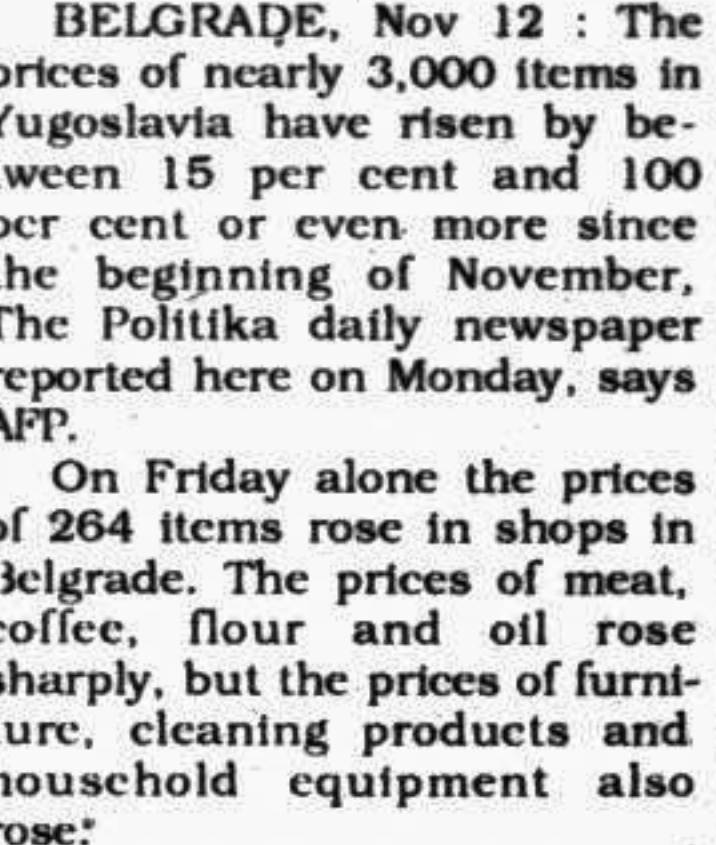 BELGRADE, Nov 12 : The
prices of nearly 3,000 items in
Yugoslavia have risen by be-
tween 15 per cent and 100
per cent or even more since
the beginning of November,
The Politika daily newspaper
reported here on Monday, says
AFP.
On Friday alone the prices
of 264 items rose in shops in
Belgrade. The prices of meat,
coffee, flour and oil rose
sharply, but the prices of furni-
ture, cleaning products and
household equipment also
rose.